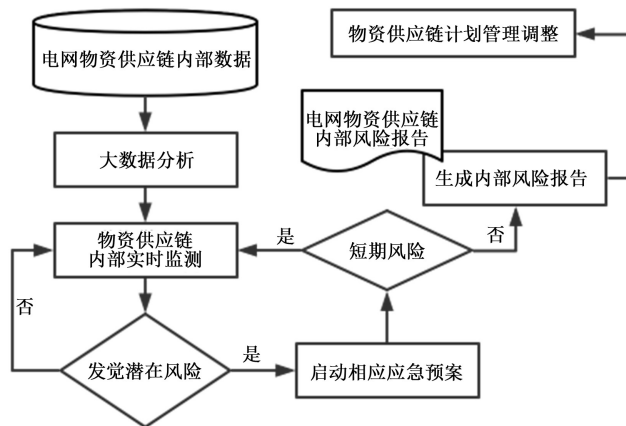 电网物资供应链内部数据
物资供应链计划管理调整
电网物资供应链
内部风险报告
大数据分析
生成内部风险报告
物资供应链
内部实时监测
是
短期风险
否
否
发觉潜在风险
是
启动相应应急预案